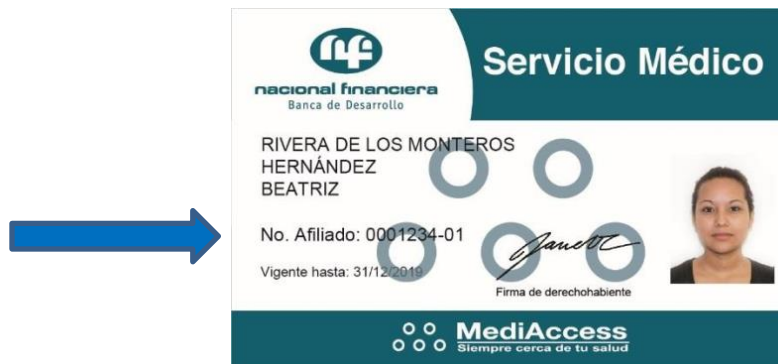 nf
nacional financiera
Banca de Desarrollo
Servicio Médico
RIVERA DE LOS MONTEROS
HERNÁNDEZ
BEATRIZ
No. Afiliado: 0001234-01
Vigente hasta: 31/12/2019
Firma de derechohabiente
MediAccess
Siempre cerca de tu salud